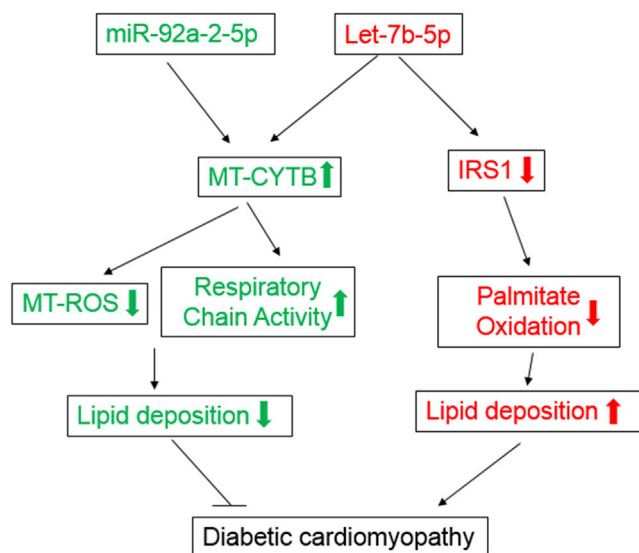 miR-92a-2-5p
Let-7b-5p
MT-CYTB
IRS1
MT-ROS
Respiratory
Chain Activity
Palmitate
Oxidation
Lipid deposition
Lipid deposition
Diabetic cardiomyopathy